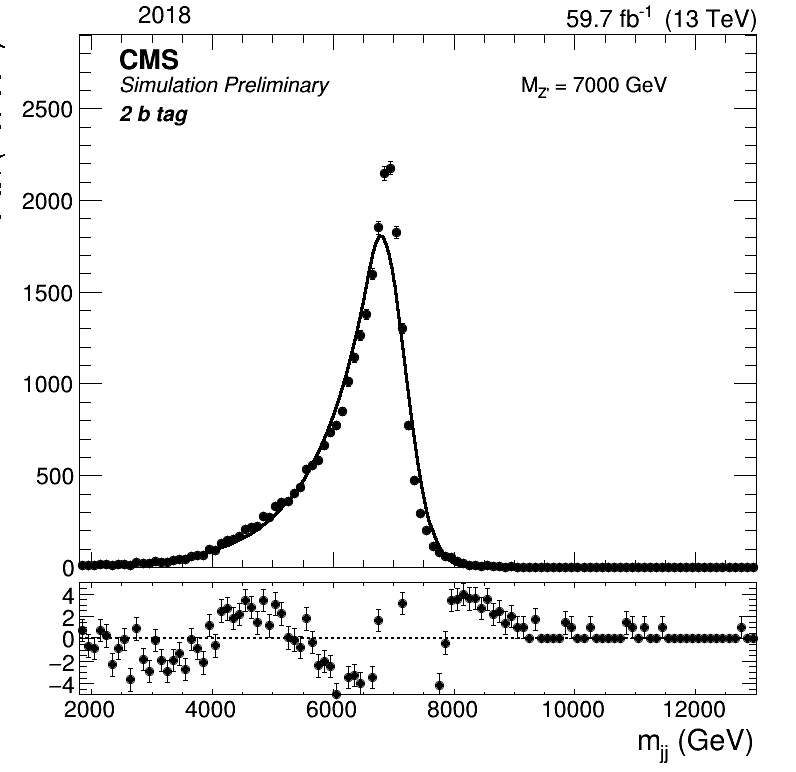 2018
59.7 fb⁻¹ (13 TeV)
CMS
Simulation Preliminary
M_Z' = 7000 GeV
2 b tag
2500
2000
1500
1000
500
0
4
2
0
−2
−4
2000 4000 6000 8000 10000 12000
m_jj (GeV)